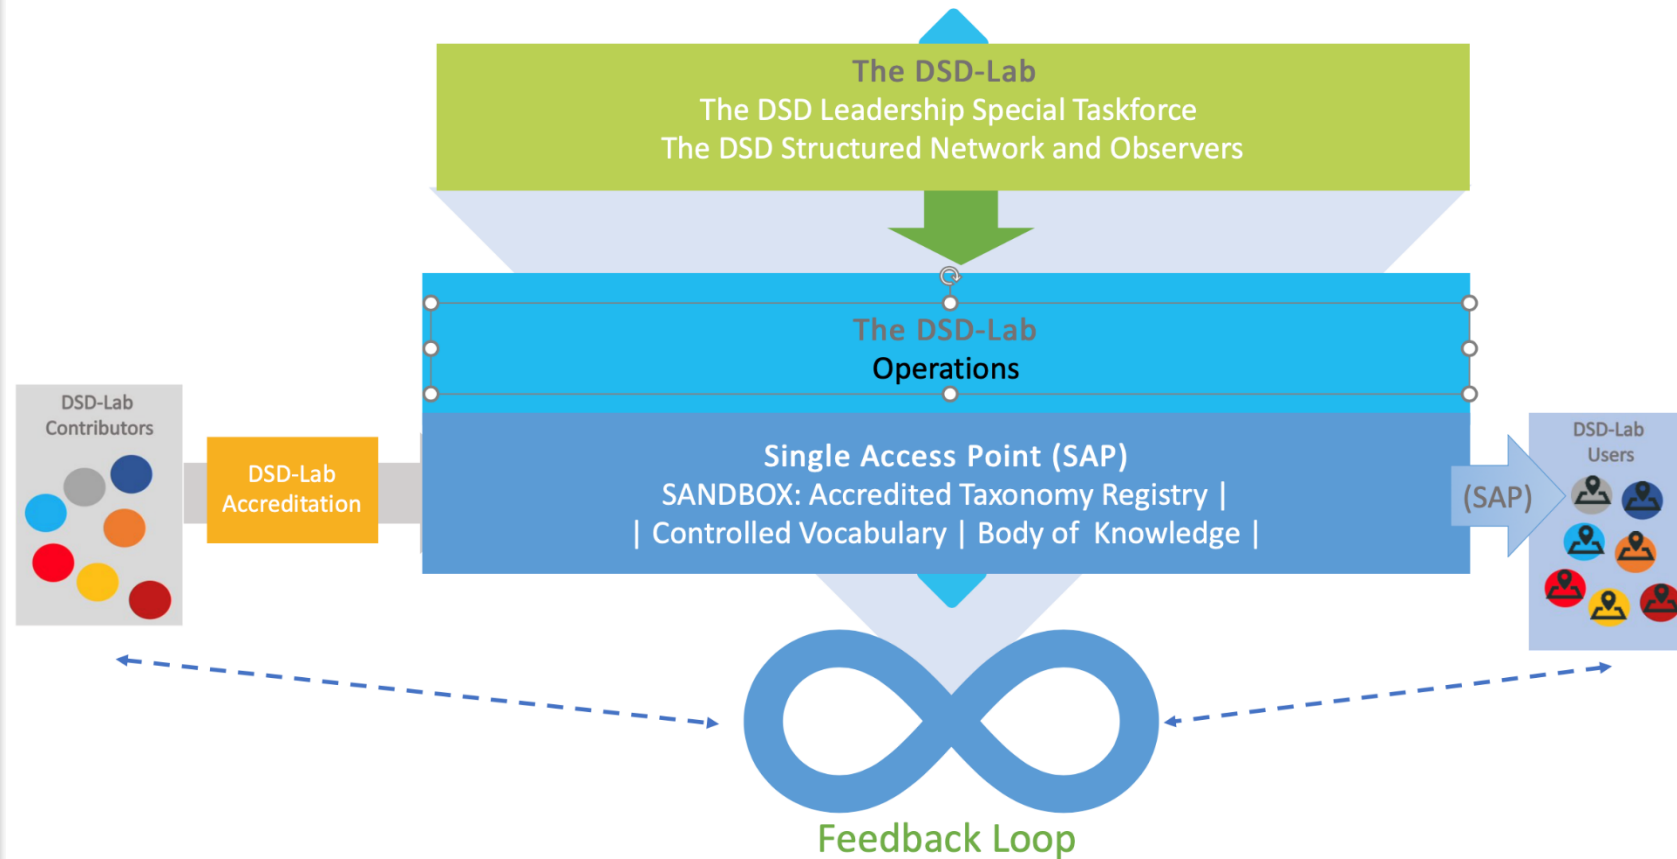 The DSD-Lab
The DSD Leadership Special Taskforce
The DSD Structured Network and Observers
The DSD-Lab
Operations
DSD-Lab
Contributors
DSD-Lab
Accreditation
Single Access Point (SAP)
SANDBOX: Accredited Taxonomy Registry |
| Controlled Vocabulary | Body of  Knowledge |
(SAP)
DSD-Lab
Users
Feedback Loop